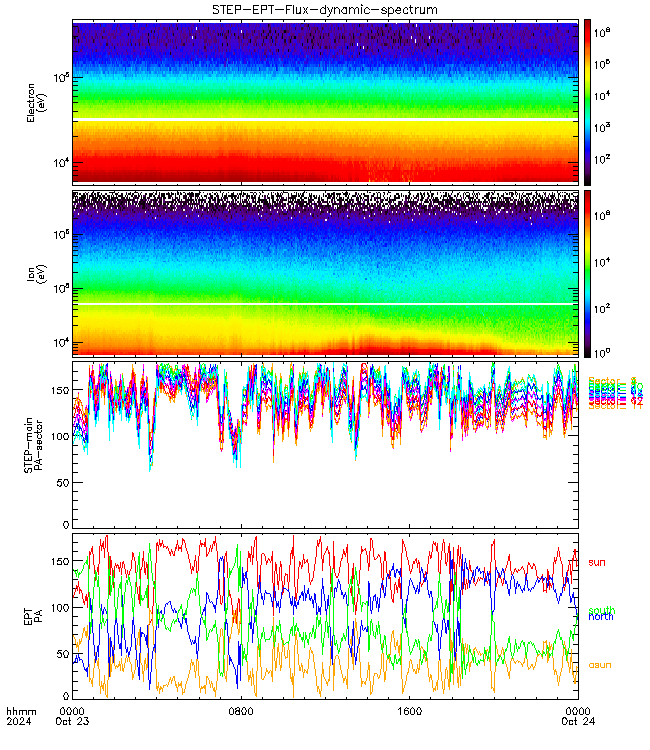 STEP-EPT-Flux-dynamic-spectrum
Electron
(eV)
10^5
10^4
10^6
10^5
10^4
10^3
10^2
Ion
(eV)
10^6
10^5
10^4
10^6
10^4
10^2
10^0
STEP-main
PA-sector
150
100
50
0
EPT
PA
150
100
50
0
sun
south
north
asun
hhmm
2024
0000
Oct 23
0800
1600
0000
Oct 24